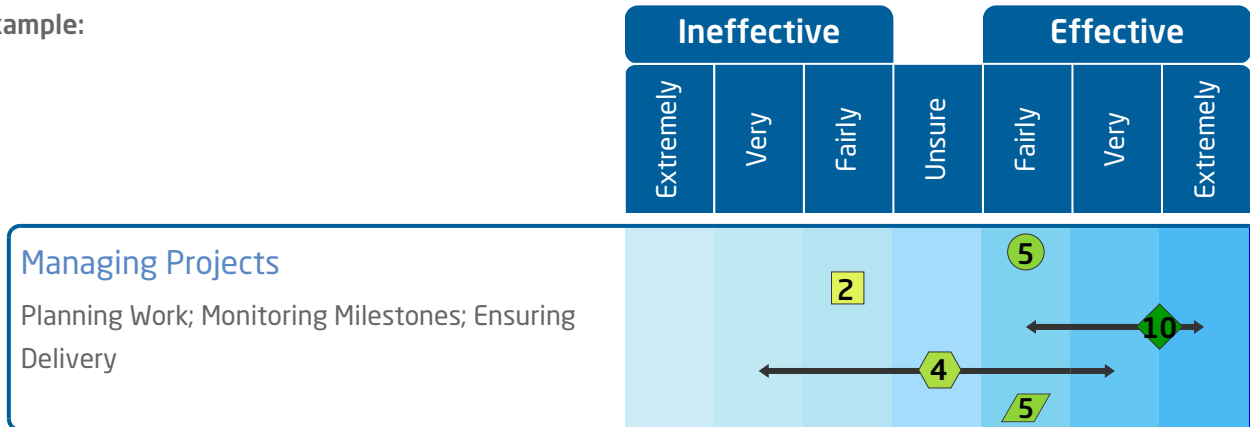 xample:
Ineffective
Effective
Extremely
Very
Fairly
Unsure
Fairly
Very
Extremely
Managing Projects
Planning Work; Monitoring Milestones; Ensuring
Delivery
5
2
10
4
5